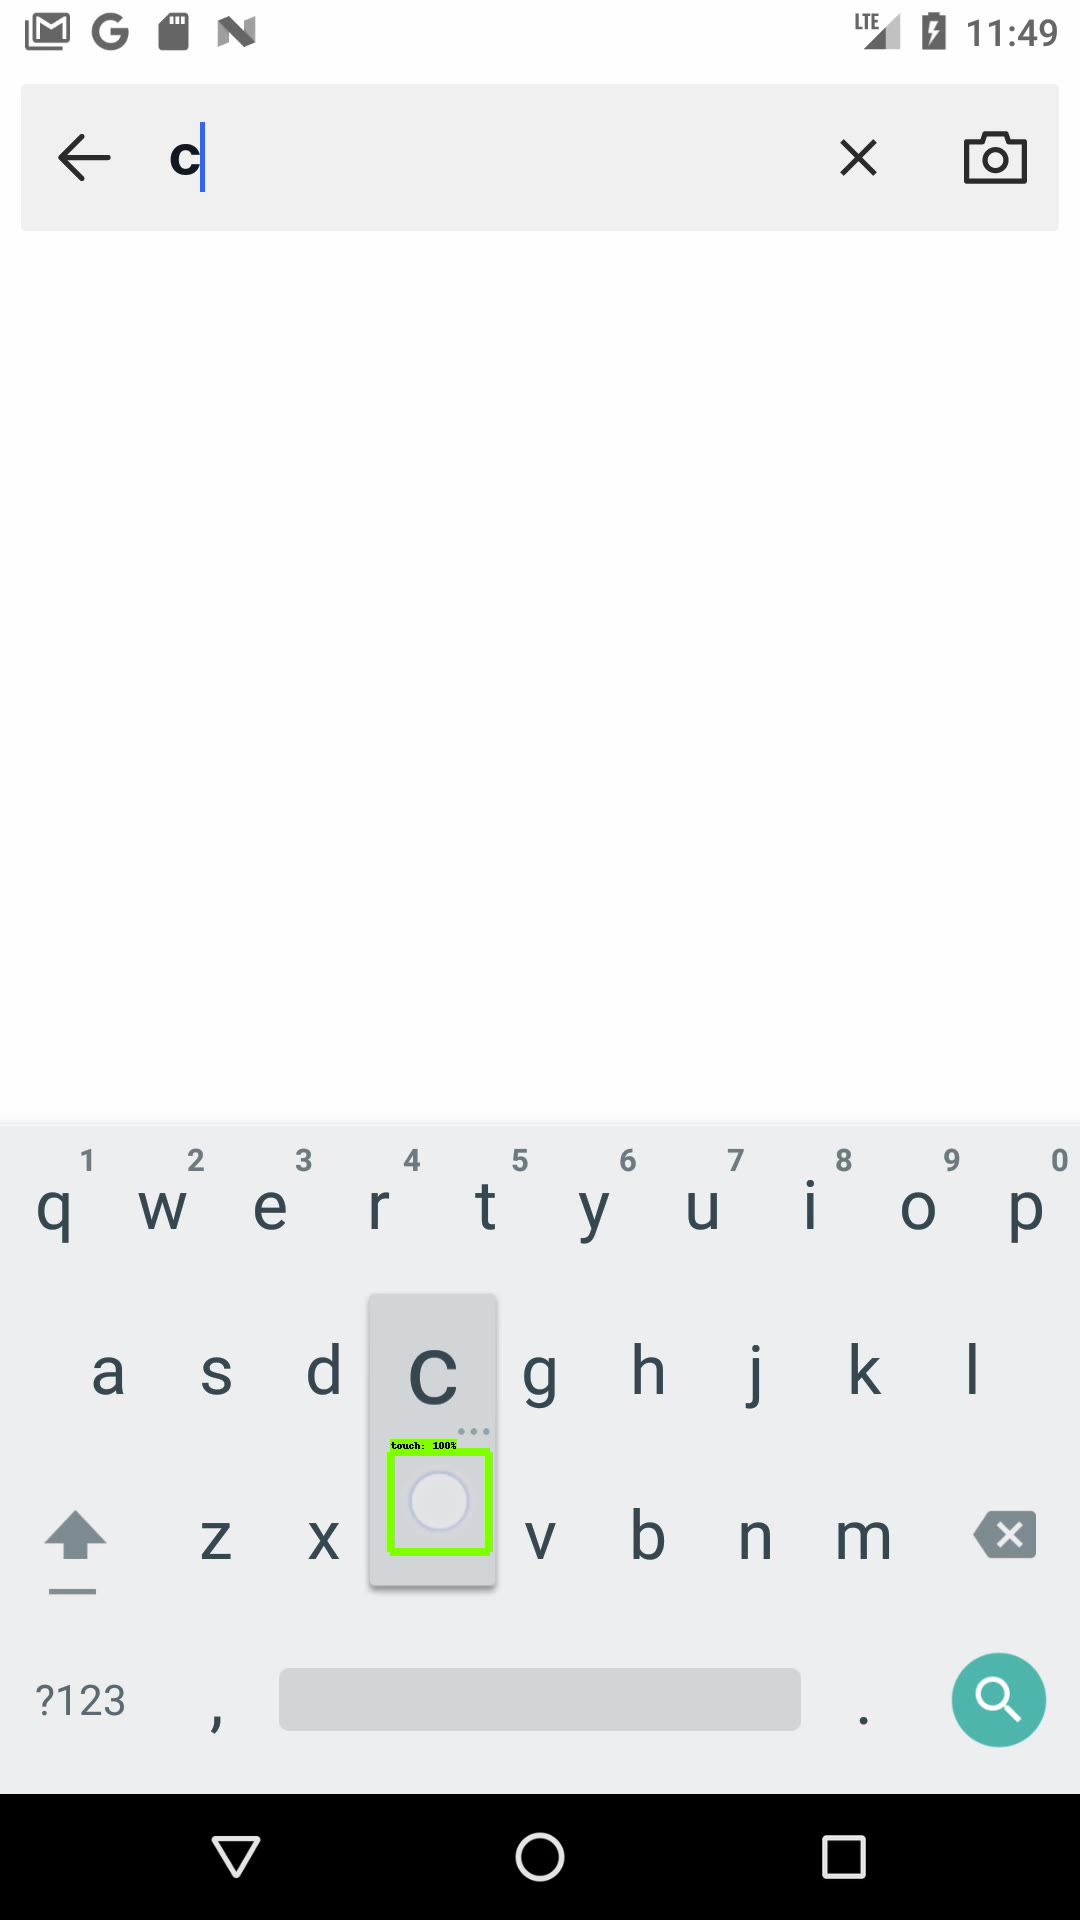 LTE 11:49
c
1 2 3 4 5 6 7 8 9 0
q w e r t y u i o p
a s d c g h j k l
touch: 100%
z x v b n m
?123 , .